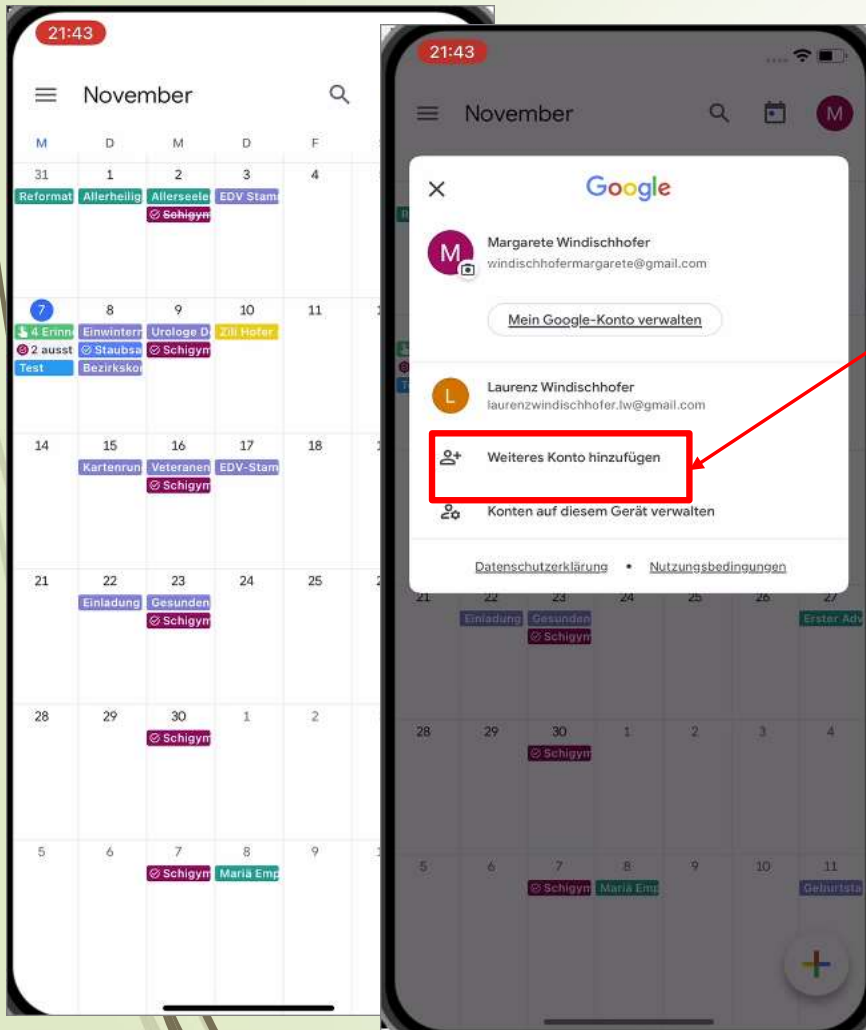 21:43
November
M D M D F
31 1 2 3 4
Reformat Allerheilig Allerseele EDV Stam
Schigym
7 8 9 10 11
4 Erinn Einwinter Urologe D Zili Hofer
2 ausst Staubsa Schigym
Test Bezirksko
14 15 16 17 18
Kartenrun Veteranen EDV-Stam
Schigym
21 22 23 24 25
Einladung Gesunden
Schigym
28 29 30 1 2
Schigym
5 6 7 8 9
Schigym Mariä Emp
21:43
November M
Google
M Margarete Windischhofer
windischhofermargarete@gmail.com
Mein Google-Konto verwalten
L Laurenz Windischhofer
laurenzwindischhofer.lw@gmail.com
Weiteres Konto hinzufügen
Konten auf diesem Gerät verwalten
Datenschutzerklärung • Nutzungsbedingungen
21 22 23 24 25 26 27
Einladung Gesunden Erster Adv
Schigym
28 29 30 1 2 3 4
Schigym
5 6 7 8 9 10 11
Schigym Mariä Emp Geburtsta